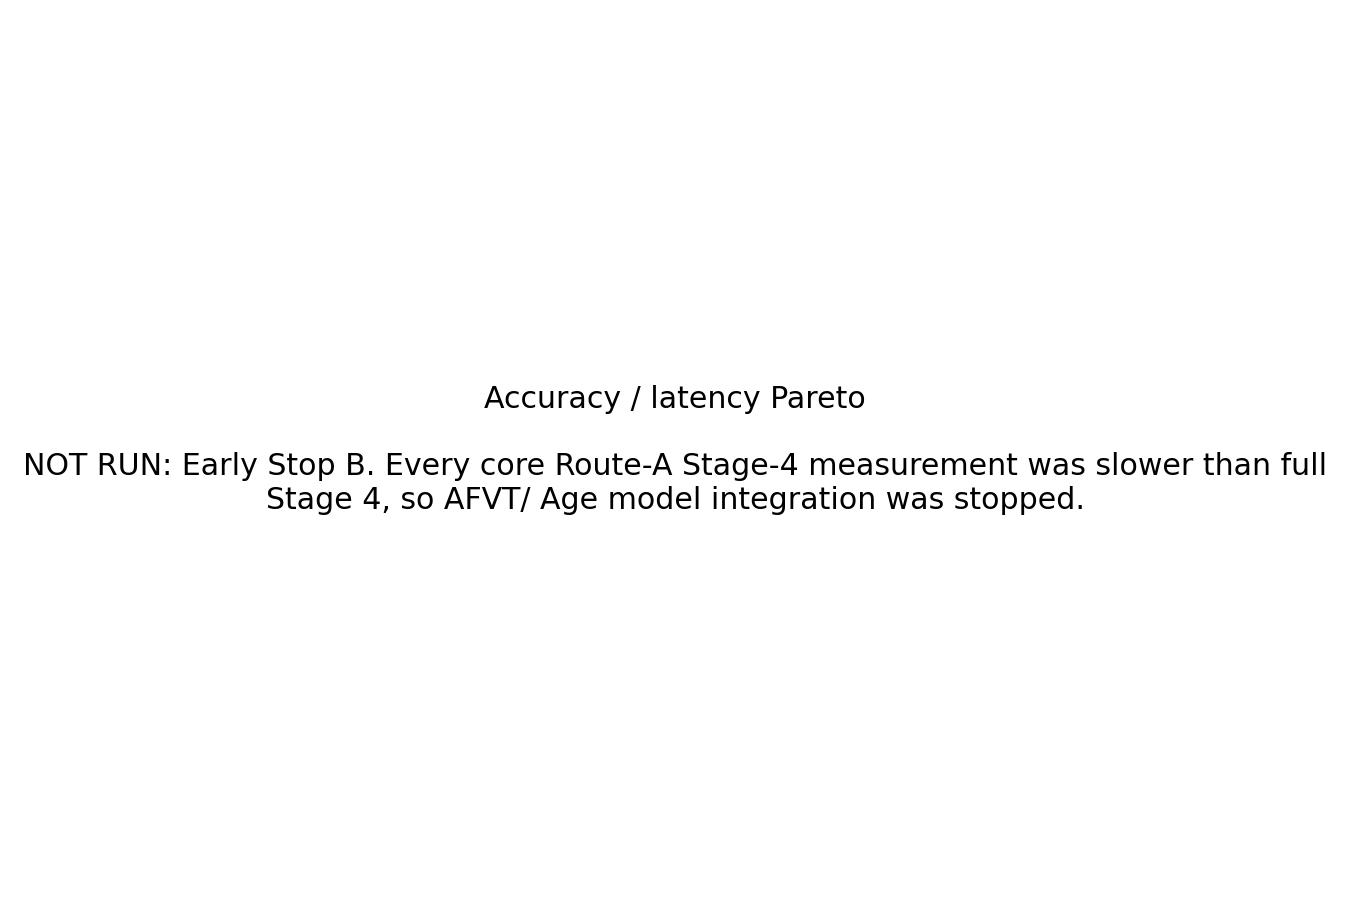 Accuracy / latency Pareto
NOT RUN: Early Stop B. Every core Route-A Stage-4 measurement was slower than full
Stage 4, so AFVT/ Age model integration was stopped.